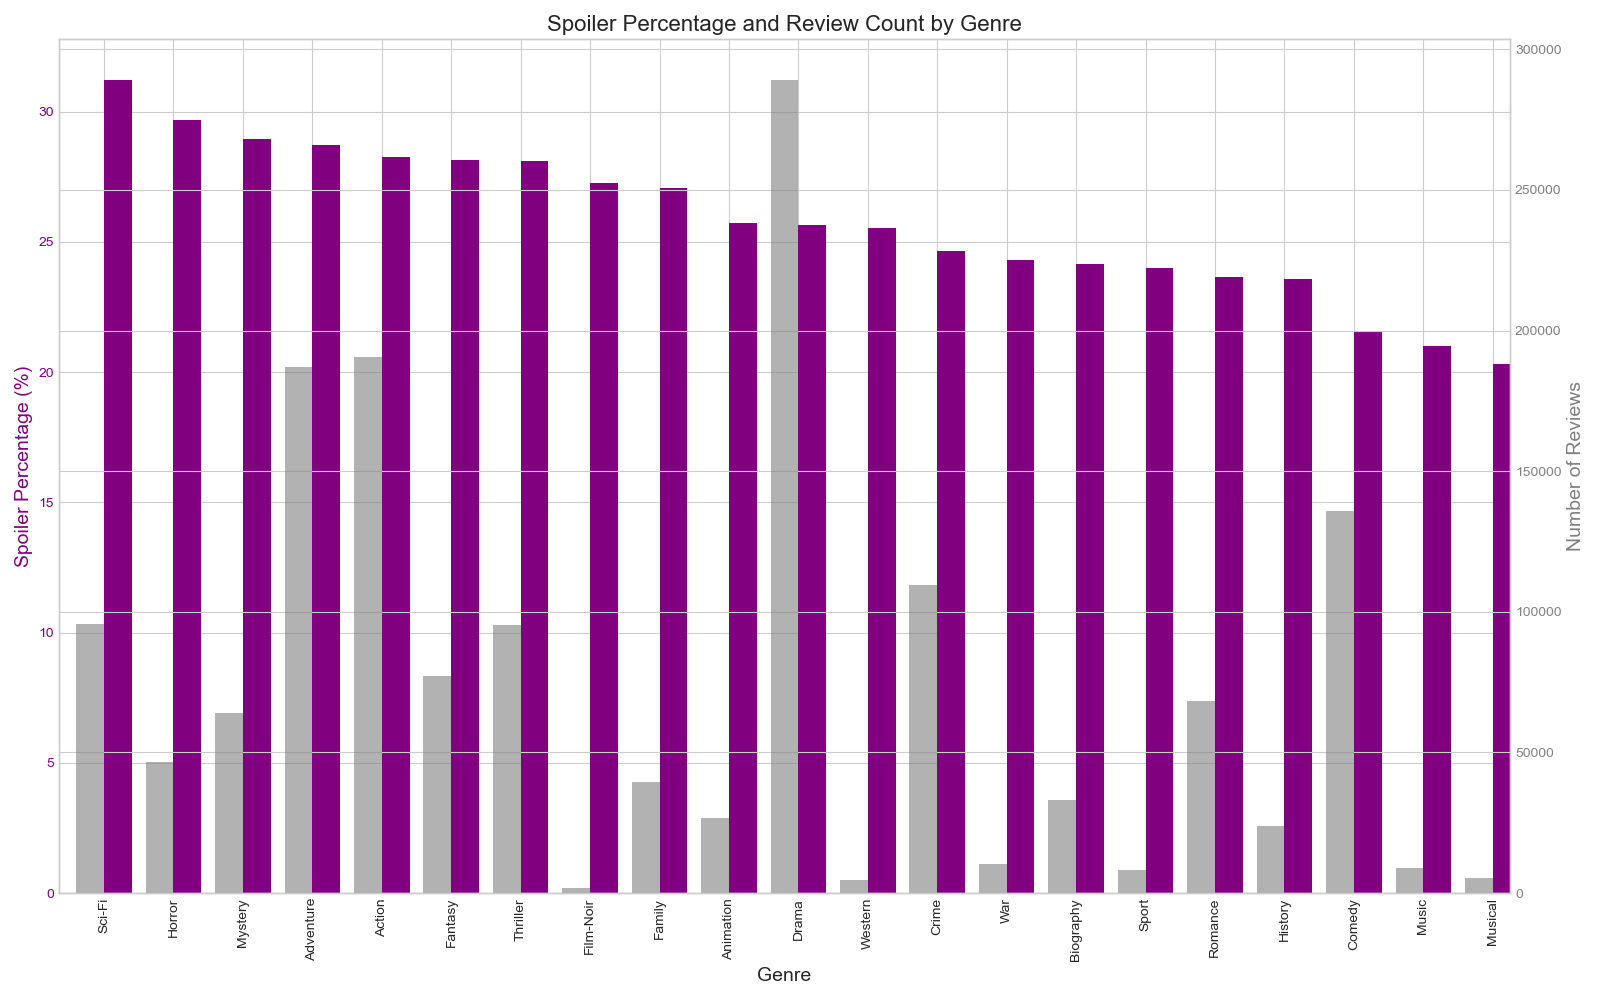 Spoiler Percentage and Review Count by Genre
Spoiler Percentage (%)
30
25
20
15
10
5
0
300000
250000
200000
150000
100000
50000
0
Number of Reviews
Sci-Fi
Horror
Mystery
Adventure
Action
Fantasy
Thriller
Film-Noir
Family
Animation
Drama
Western
Crime
War
Biography
Sport
Romance
History
Comedy
Music
Musical
Genre